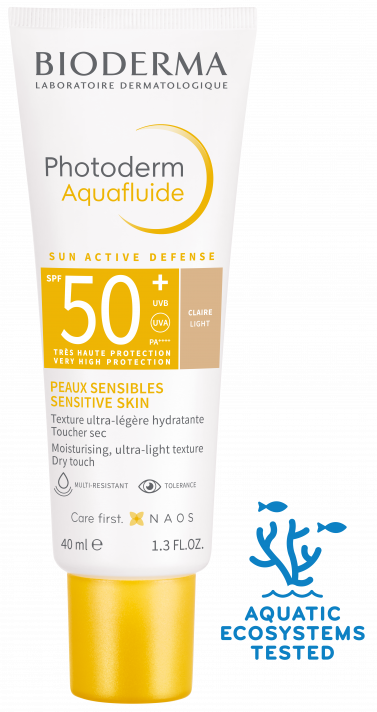 BIODERMA
LABORATOIRE DERMATOLOGIQUE
Photoderm
Aquafluide
SUN ACTIVE DEFENSE
SPF 50+
UVB
UVA
PA++++
CLAIRE
LIGHT
TRÈS HAUTE PROTECTION
VERY HIGH PROTECTION
PEAUX SENSIBLES
SENSITIVE SKIN
Texture ultra-légère hydratante
Toucher sec
Moisturising, ultra-light texture
Dry touch
MULTI-RESISTANT TOLERANCE
Care first. NAOS
40 ml e 1.3 FL.OZ.
AQUATIC
ECOSYSTEMS
TESTED